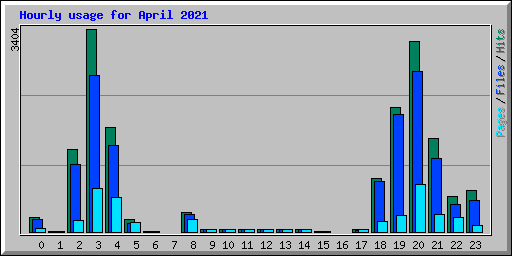 Hourly usage for April 2021
3404
Pages / Files / Hits
0 1 2 3 4 5 6 7 8 9 10 11 12 13 14 15 16 17 18 19 20 21 22 23